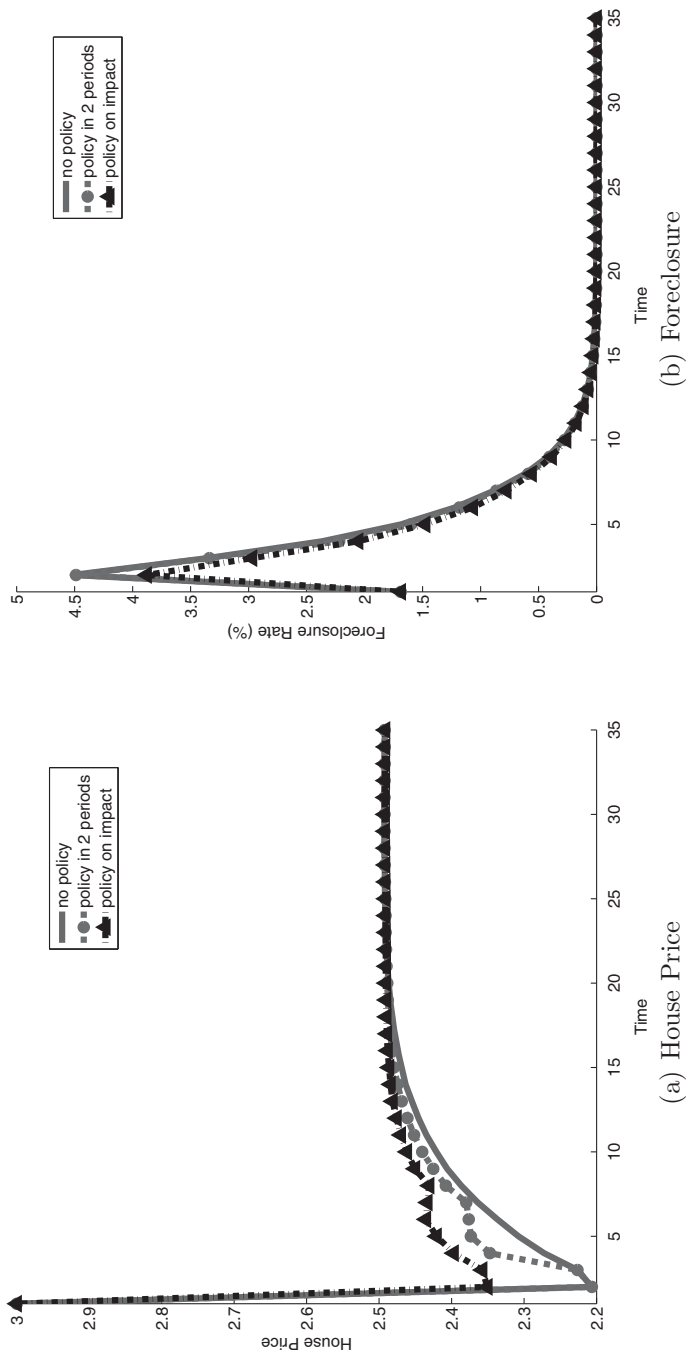 3
2.9
2.8
2.7
2.6
2.5
2.4
2.3
2.2
House Price
5
10
15
20
25
30
35
Time
no policy
policy in 2 periods
policy on impact
(a) House Price
5
4.5
4
3.5
3
2.5
2
1.5
1
0.5
0
Foreclosure Rate (%)
5
10
15
20
25
30
35
Time
no policy
policy in 2 periods
policy on impact
(b) Foreclosure